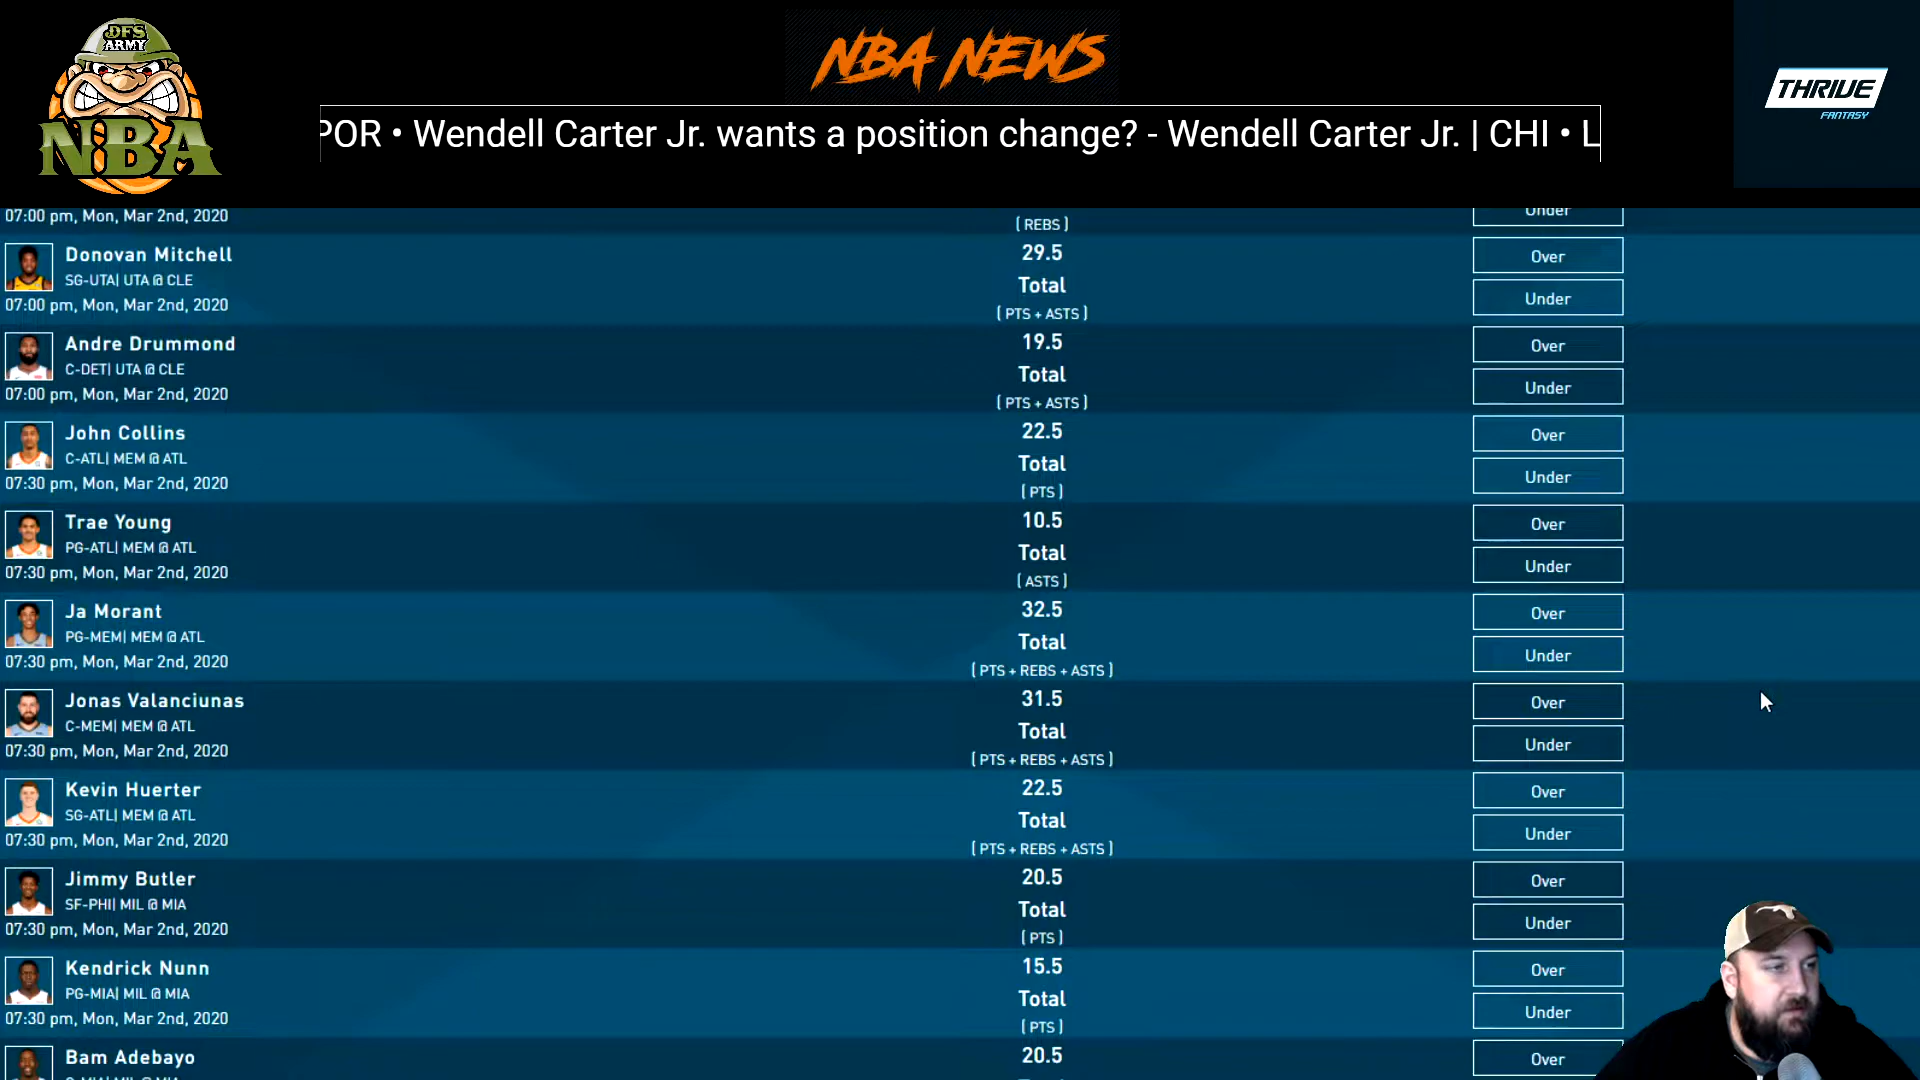 DFS
ARMY
NBA
NBA NEWS
THRIVE
FANTASY
POR • Wendell Carter Jr. wants a position change? - Wendell Carter Jr. | CHI • L
07:00 pm, Mon, Mar 2nd, 2020
[ REBS ]
Under
Donovan Mitchell
SG-UTA| UTA @ CLE
07:00 pm, Mon, Mar 2nd, 2020
29.5
Total
[ PTS + ASTS ]
Over
Under
Andre Drummond
C-DET| UTA @ CLE
07:00 pm, Mon, Mar 2nd, 2020
19.5
Total
[ PTS + ASTS ]
Over
Under
John Collins
C-ATL| MEM @ ATL
07:30 pm, Mon, Mar 2nd, 2020
22.5
Total
[ PTS ]
Over
Under
Trae Young
PG-ATL| MEM @ ATL
07:30 pm, Mon, Mar 2nd, 2020
10.5
Total
[ ASTS ]
Over
Under
Ja Morant
PG-MEM| MEM @ ATL
07:30 pm, Mon, Mar 2nd, 2020
32.5
Total
[ PTS + REBS + ASTS ]
Over
Under
Jonas Valanciunas
C-MEM| MEM @ ATL
07:30 pm, Mon, Mar 2nd, 2020
31.5
Total
[ PTS + REBS + ASTS ]
Over
Under
Kevin Huerter
SG-ATL| MEM @ ATL
07:30 pm, Mon, Mar 2nd, 2020
22.5
Total
[ PTS + REBS + ASTS ]
Over
Under
Jimmy Butler
SF-PHI| MIL @ MIA
07:30 pm, Mon, Mar 2nd, 2020
20.5
Total
[ PTS ]
Over
Under
Kendrick Nunn
PG-MIA| MIL @ MIA
07:30 pm, Mon, Mar 2nd, 2020
15.5
Total
[ PTS ]
Over
Under
Bam Adebayo
20.5
Over